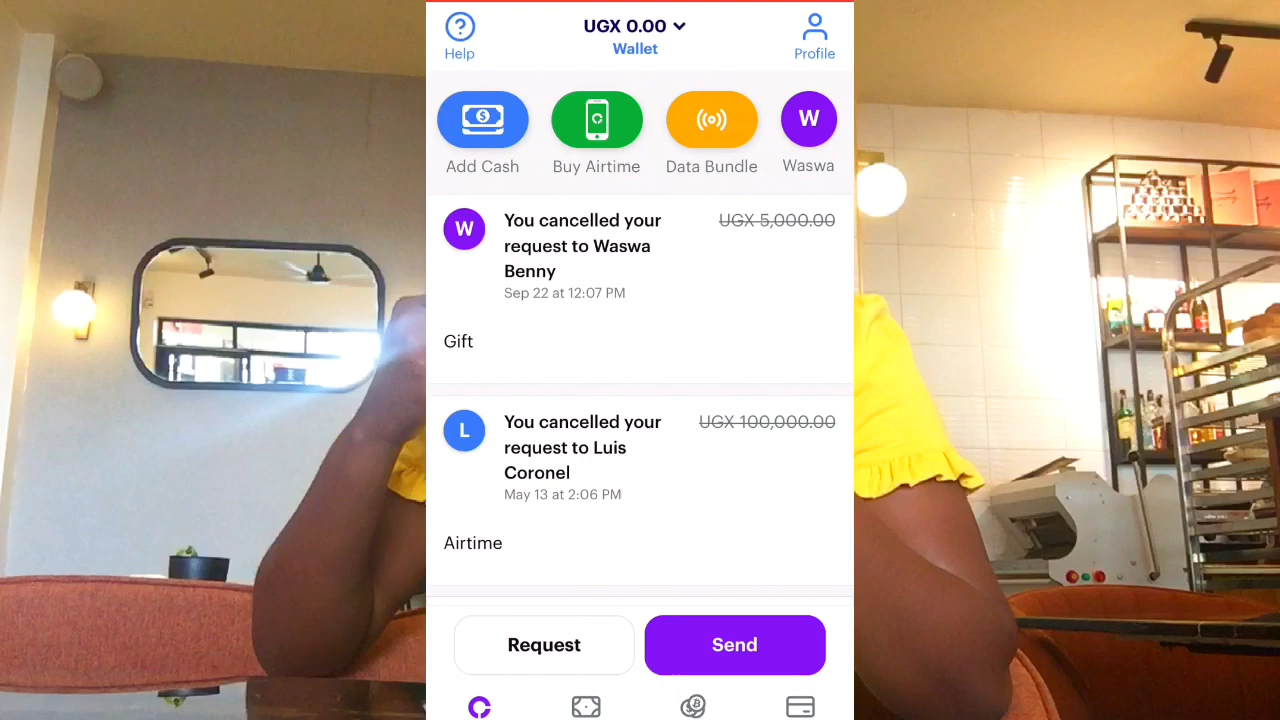 UGX 0.00
Help
Wallet
Profile
W
Add Cash
Buy Airtime
Data Bundle
Waswa
W
You cancelled your
request to Waswa
Benny
UGX 5,000.00
Sep 22 at 12:07 PM
Gift
L
You cancelled your
request to Luis
Coronel
UGX 100,000.00
May 13 at 2:06 PM
Airtime
Request
Send